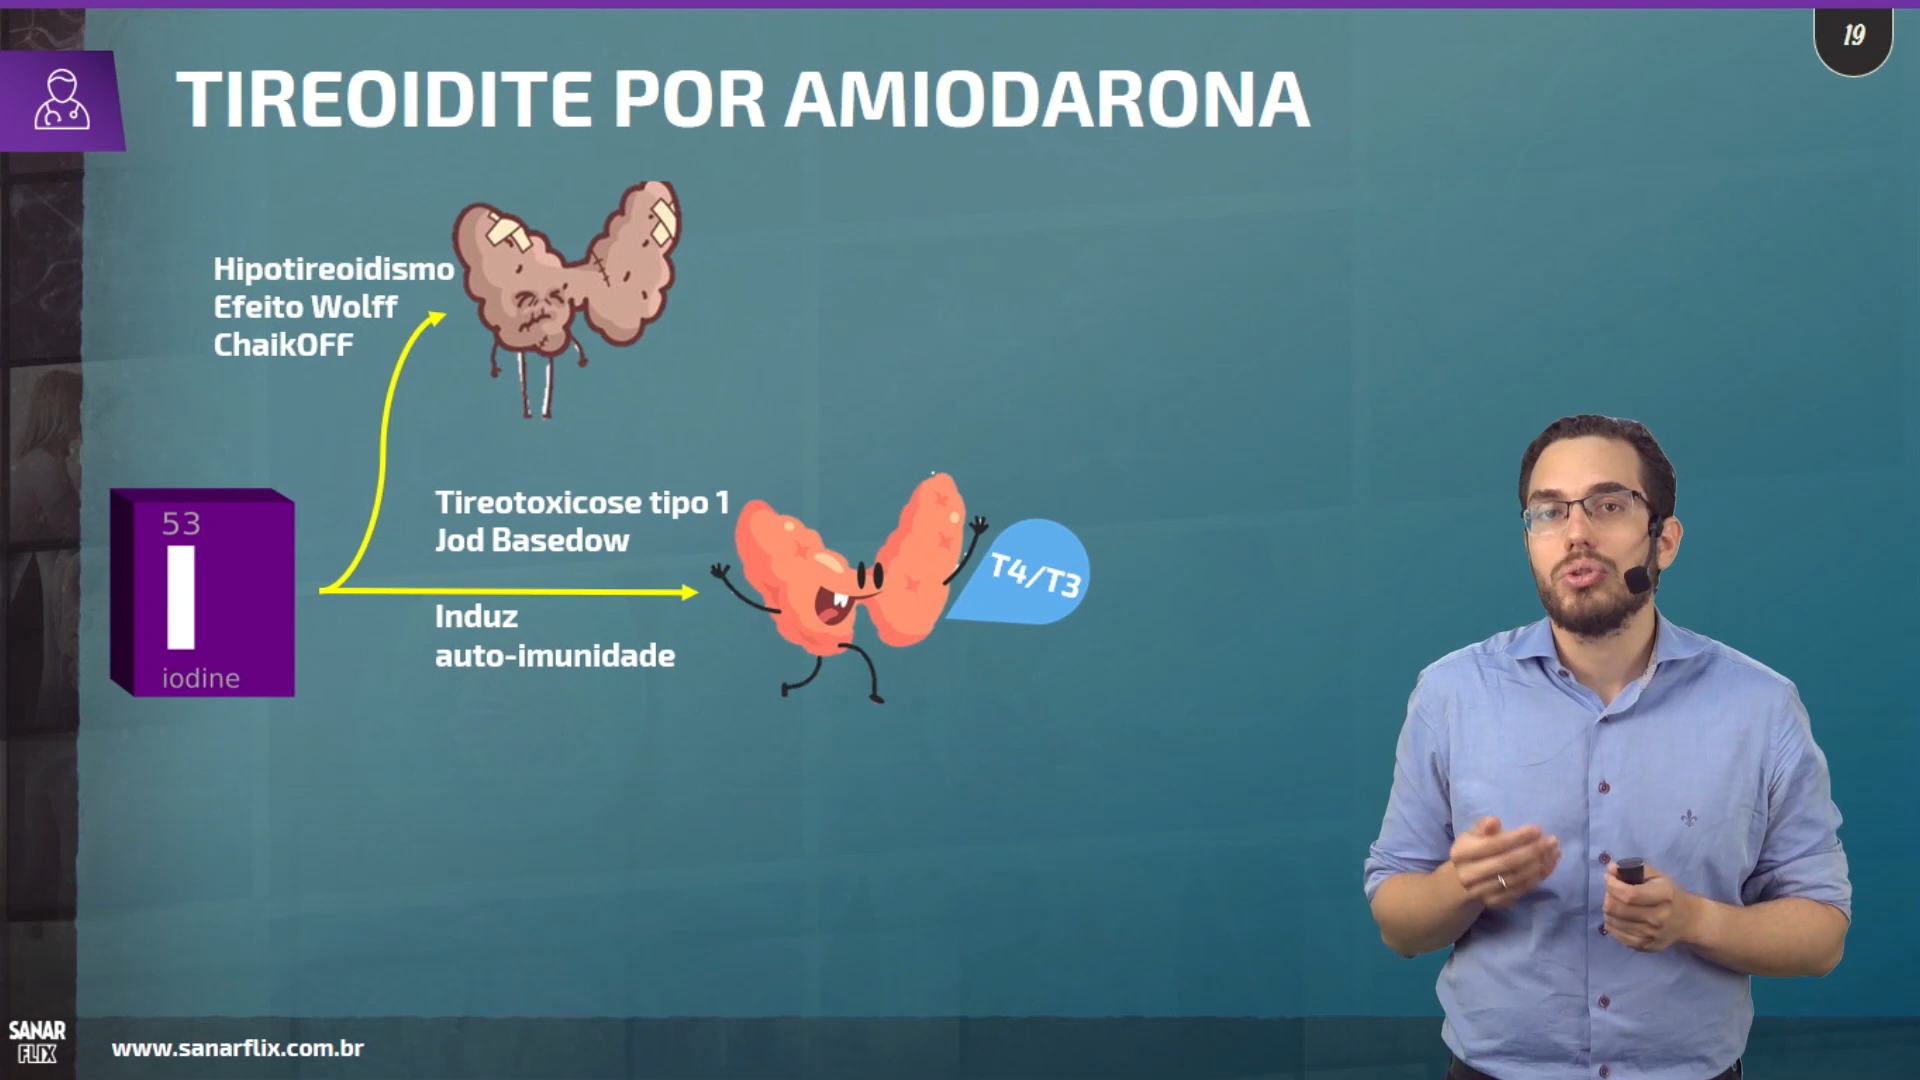 19
TIREOIDITE POR AMIODARONA
Hipotireoidismo
Efeito Wolff
ChaikOFF
Tireotoxicose tipo 1
Jod Basedow
Induz
auto-imunidade
T4/T3
53
I
iodine
SANAR
FLIX
www.sanarflix.com.br